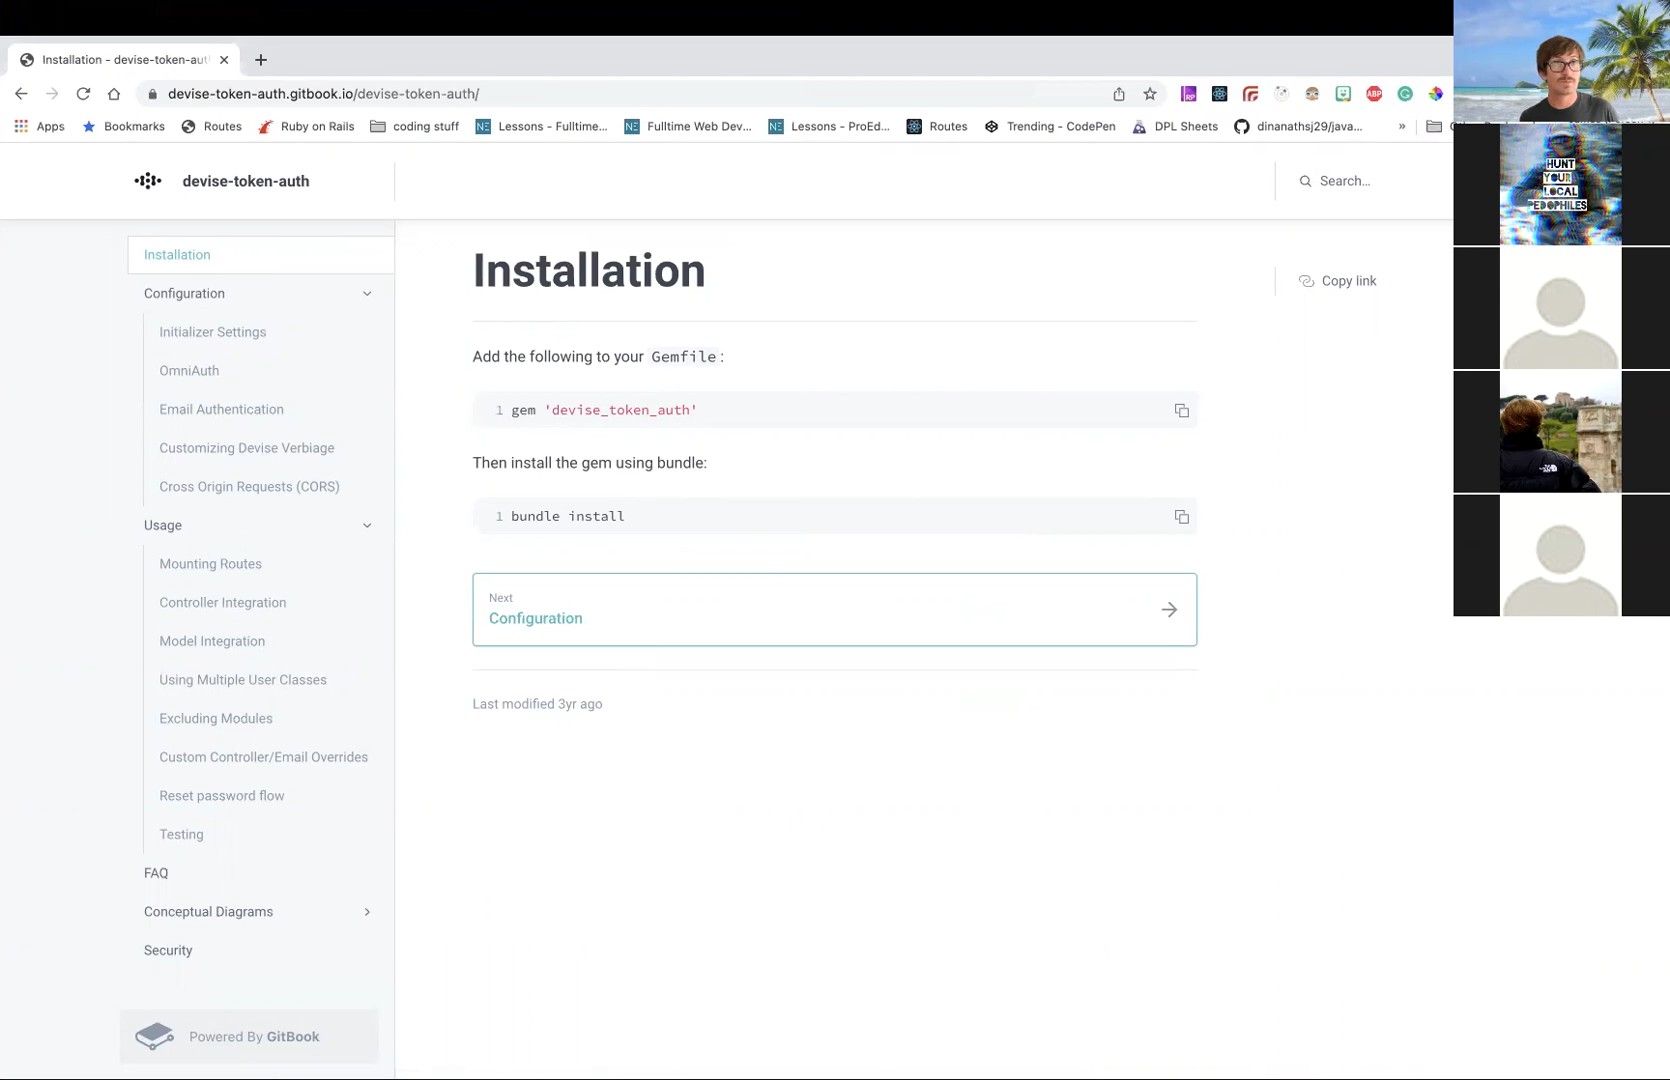 Installation - devise-token-aut
devise-token-auth.gitbook.io/devise-token-auth/
Apps
Bookmarks
Routes
Ruby on Rails
coding stuff
Lessons - Fulltime...
Fulltime Web Dev...
Lessons - ProEd...
Routes
Trending - CodePen
DPL Sheets
dinanathsj29/java...
»
devise-token-auth
Search...
Installation
Configuration
Initializer Settings
OmniAuth
Email Authentication
Customizing Devise Verbiage
Cross Origin Requests (CORS)
Usage
Mounting Routes
Controller Integration
Model Integration
Using Multiple User Classes
Excluding Modules
Custom Controller/Email Overrides
Reset password flow
Testing
FAQ
Conceptual Diagrams
Security
Powered By GitBook
Installation
Copy link
Add the following to your Gemfile:
1 gem 'devise_token_auth'
Then install the gem using bundle:
1 bundle install
Next
Configuration
Last modified 3yr ago
RP
ABP
HUNT
YOUR
LOCAL
PEDOPHILES